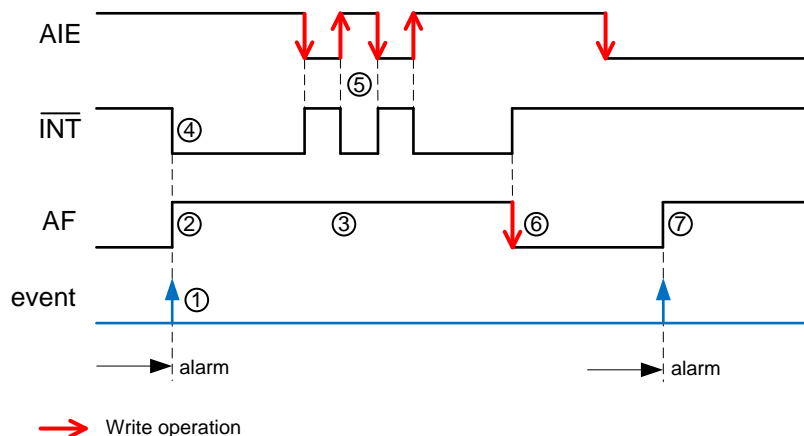 AIE
⑤
INT
④
AF
② ③ ⑥ ⑦
event
①
alarm alarm
Write operation